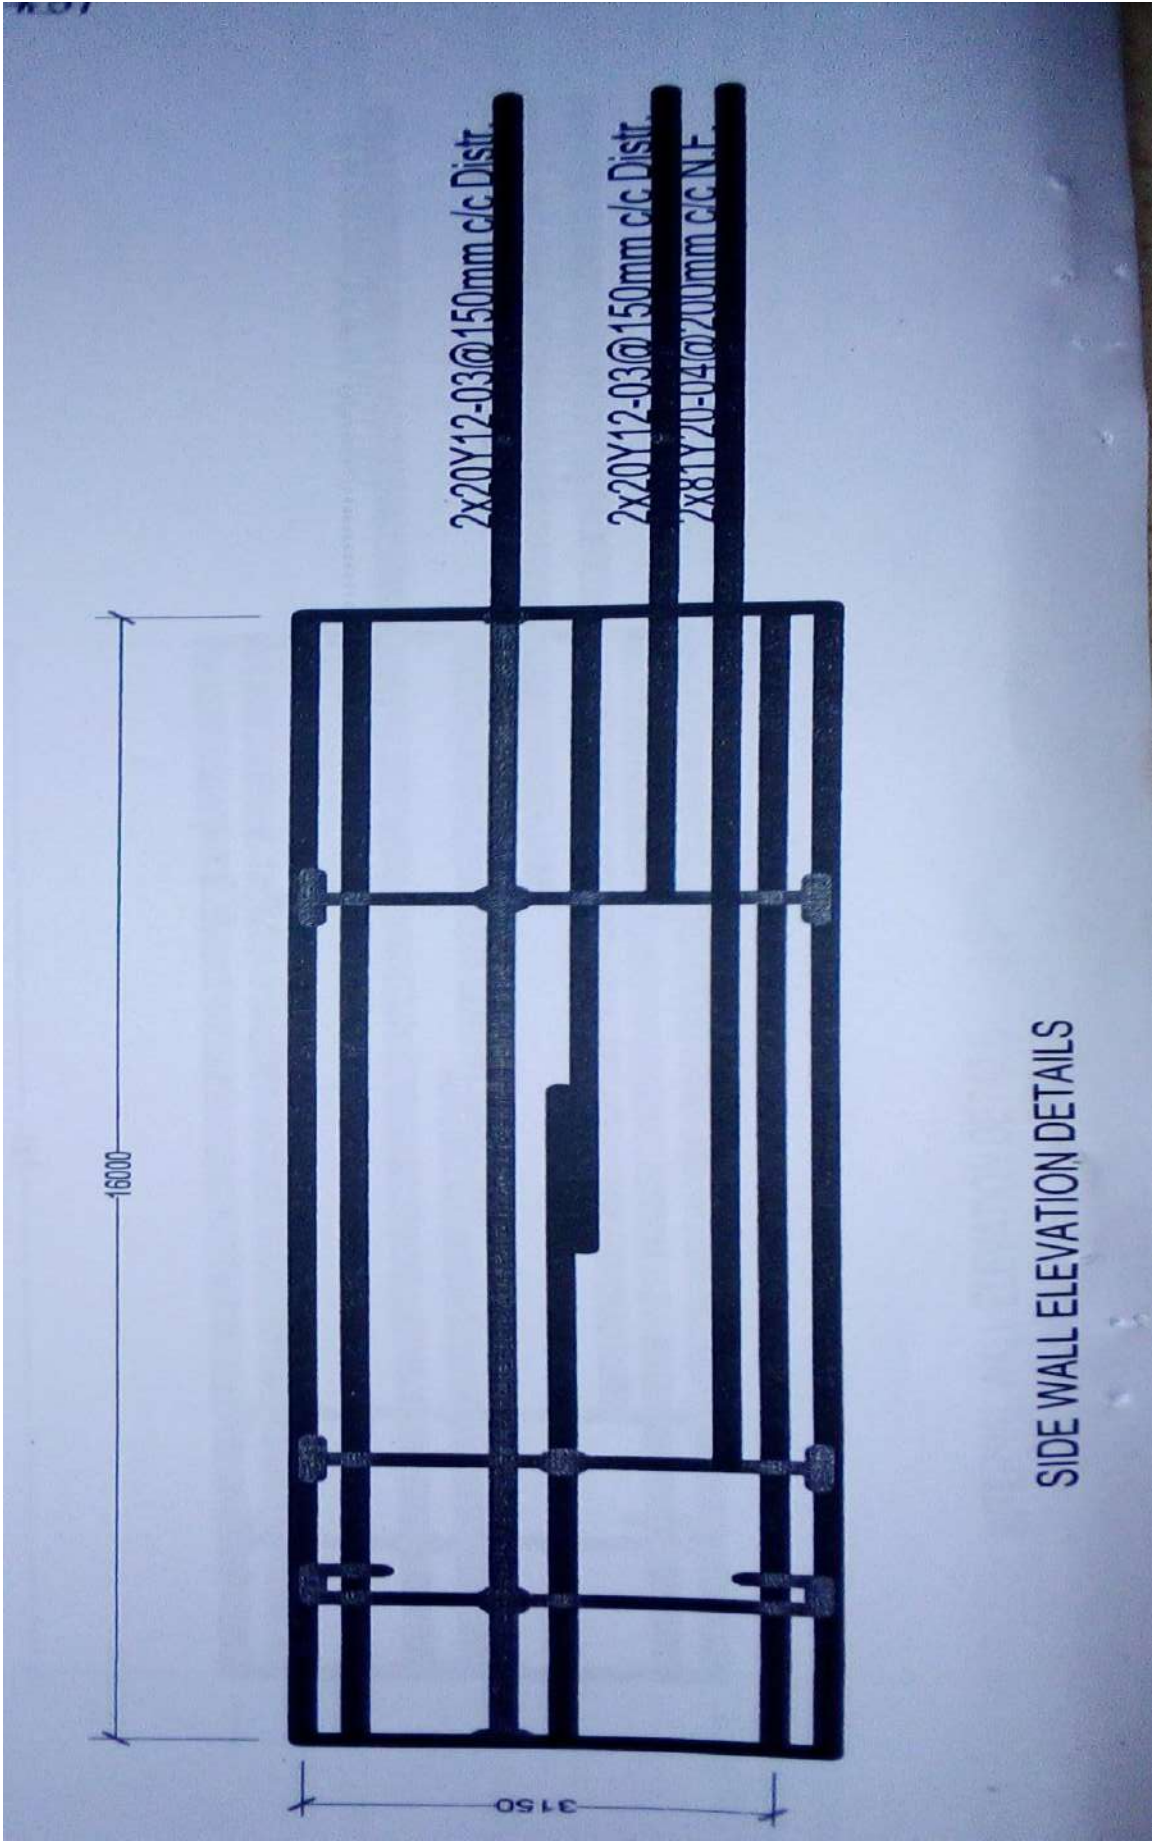 16000
2x20Y12-03@150mm c/c Distr.
2x20Y12-03@150mm c/c Distr.
2x81Y20-04@200mm c/c N.F.
3150
SIDE WALL ELEVATION DETAILS